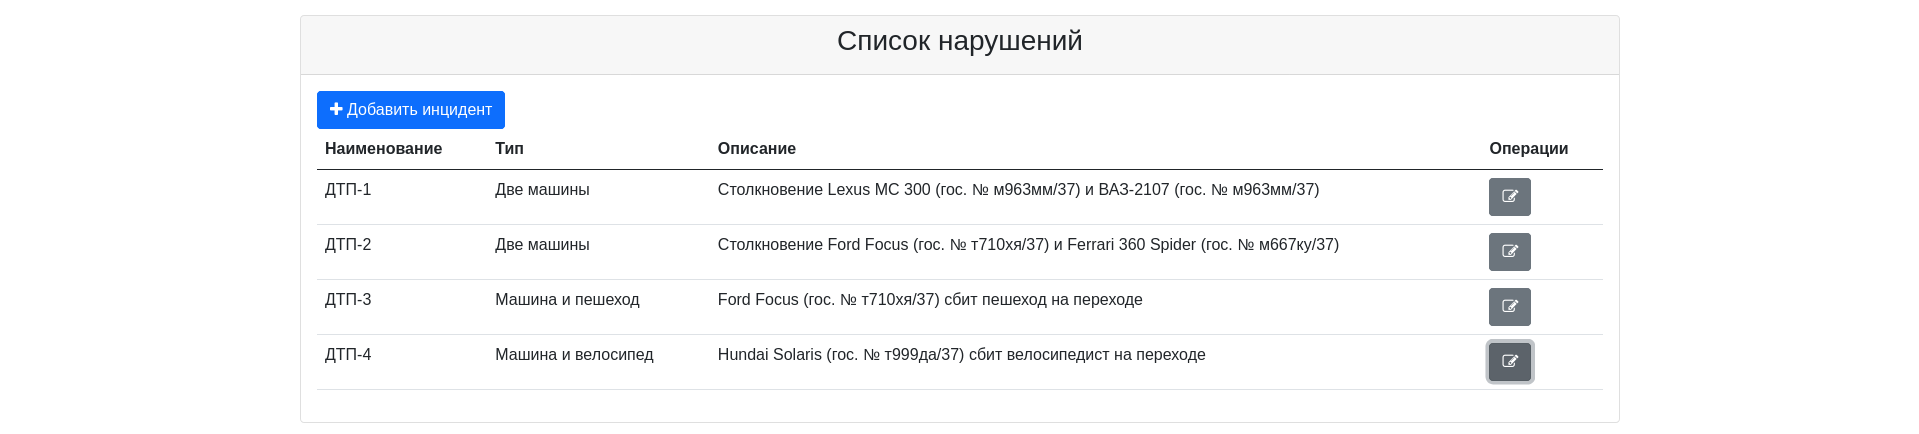 Список нарушений
Добавить инцидент
Наименование Тип Описание Операции
ДТП-1 Две машины Столкновение Lexus MC 300 (гос. № м963мм/37) и ВАЗ-2107 (гос. № м963мм/37)
ДТП-2 Две машины Столкновение Ford Focus (гос. № т710хя/37) и Ferrari 360 Spider (гос. № м667ку/37)
ДТП-3 Машина и пешеход Ford Focus (гос. № т710хя/37) сбит пешеход на переходе
ДТП-4 Машина и велосипед Hundai Solaris (гос. № т999да/37) сбит велосипедист на переходе